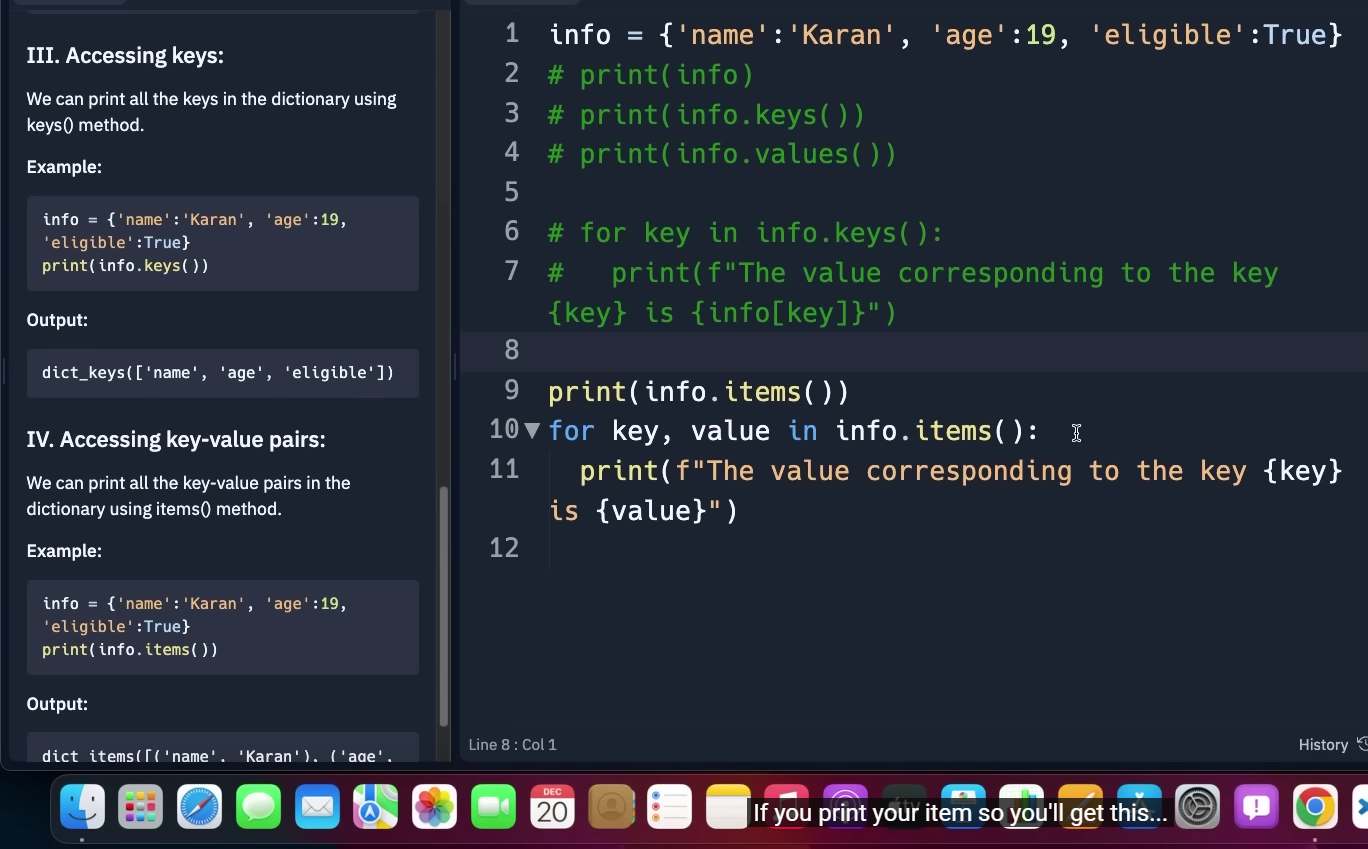 III. Accessing keys:
We can print all the keys in the dictionary using
keys() method.
Example:
info = {'name':'Karan', 'age':19,
'eligible':True}
print(info.keys())
Output:
dict_keys(['name', 'age', 'eligible'])
IV. Accessing key-value pairs:
We can print all the key-value pairs in the
dictionary using items() method.
Example:
info = {'name':'Karan', 'age':19,
'eligible':True}
print(info.items())
Output:
dict_items([('name', 'Karan'), ('age',
1 info = {'name':'Karan', 'age':19, 'eligible':True}
2 # print(info)
3 # print(info.keys())
4 # print(info.values())
5
6 # for key in info.keys():
7 #   print(f"The value corresponding to the key
{key} is {info[key]}")
8
9 print(info.items())
10 for key, value in info.items():
11   print(f"The value corresponding to the key {key}
is {value}")
12
Line 8 : Col 1
History
DEC
20
If you print your item so you'll get this...